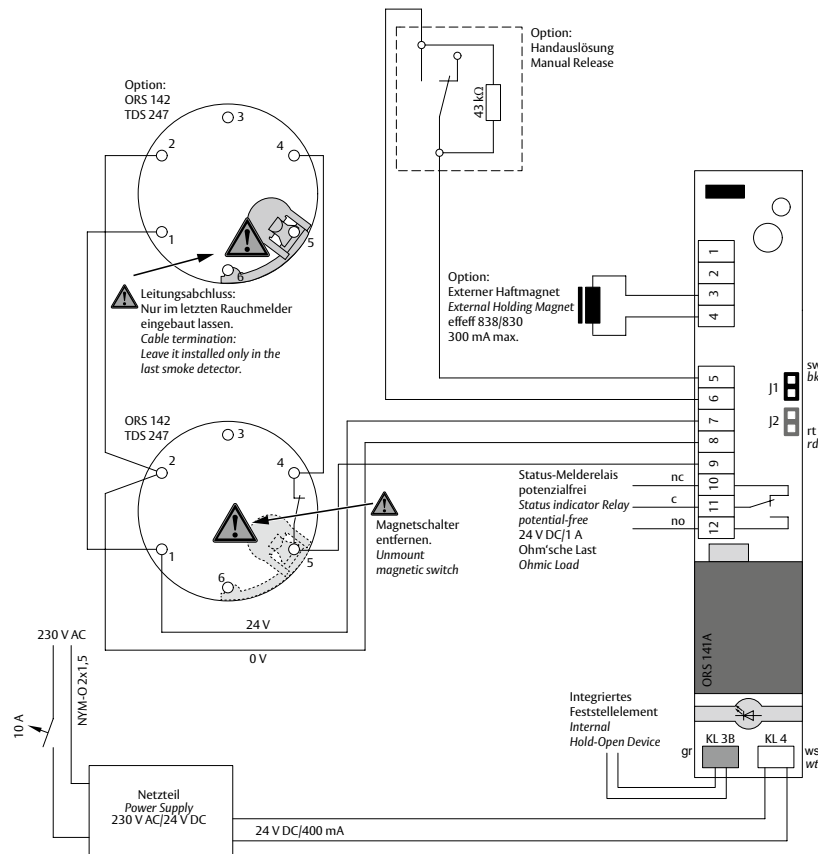 Option:
Handauslösung
Manual Release
43 kΩ
Option:
ORS 142
TDS 247
3
2
4
1
5
6
Leitungsabchluss:
Nur im letzten Rauchmelder
eingebaut lassen.
Cable termination:
Leave it installed only in the
last smoke detector.
Option:
Externer Haftmagnet
External Holding Magnet
effeff 838/830
300 mA max.
1
2
3
4
5
6
7
8
9
10
11
12
sw
bk
J1
J2
rt
rd
ORS 142
TDS 247
3
2
4
1
5
6
Magnetschalter
entfernen.
Unmount
magnetic switch
Status-Melderelais
potenzialfrei
Status indicator Relay
potential-free
24 V DC/1 A
Ohm'sche Last
Ohmic Load
nc
c
no
24 V
0 V
230 V AC
NYM-O 2x1,5
10 A
ORS 141A
Integriertes
Feststellelement
Internal
Hold-Open Device
gr
KL 3B
KL 4
ws
wt
Netzteil
Power Supply
230 V AC/24 V DC
24 V DC/400 mA